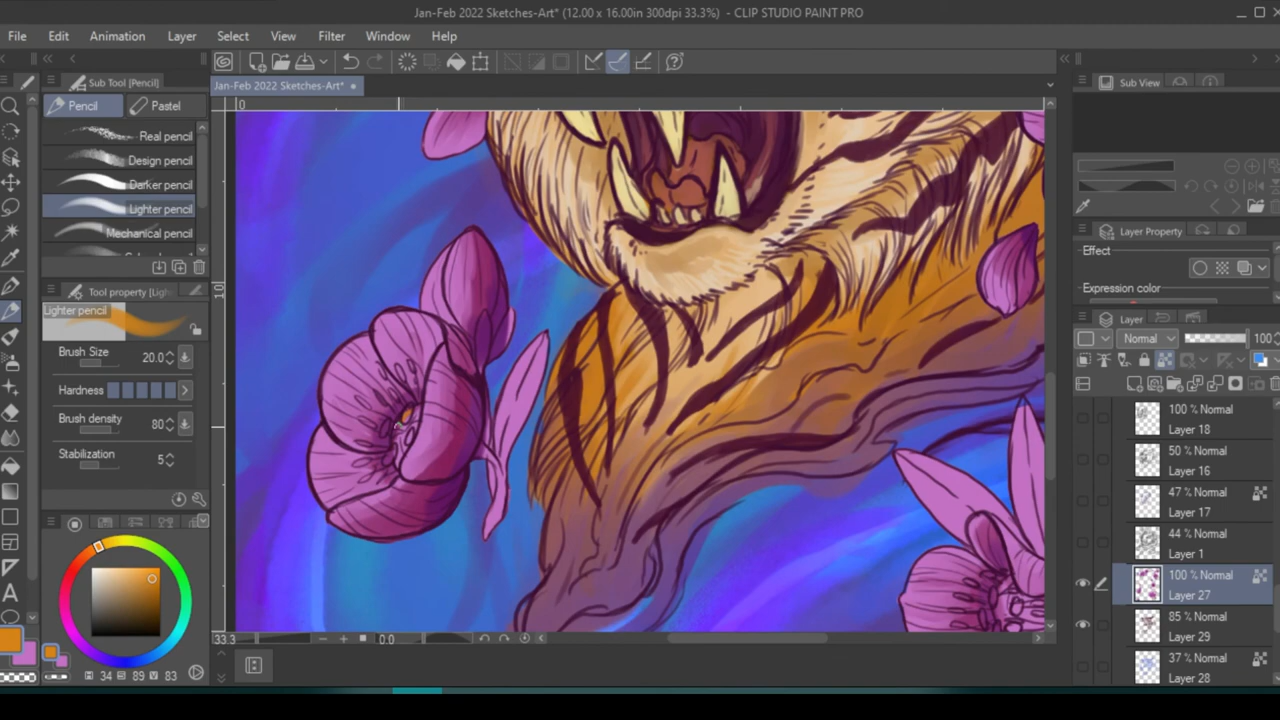 Jan-Feb 2022 Sketches-Art* (12.00 x 16.00in 300dpi 33.3%) - CLIP STUDIO PAINT PRO
File Edit Animation Layer Select View Filter Window Help
Sub Tool [Pencil]
Jan-Feb 2022 Sketches-Art*
Sub View
Pencil Pastel
0
Real pencil
Design pencil
Darker pencil
Lighter pencil
Mechanical pencil
Layer Property
Effect
Tool property [Ligh
Expression color
Lighter pencil
Layer
Normal 100
Brush Size 20.0
Hardness
Brush density 80
Stabilization 5
100 % Normal
Layer 18
50 % Normal
Layer 16
47 % Normal
Layer 17
44 % Normal
Layer 1
100 % Normal
Layer 27
85 % Normal
Layer 29
37 % Normal
Layer 28
33.3 0.0
H 34 S 89 V 83